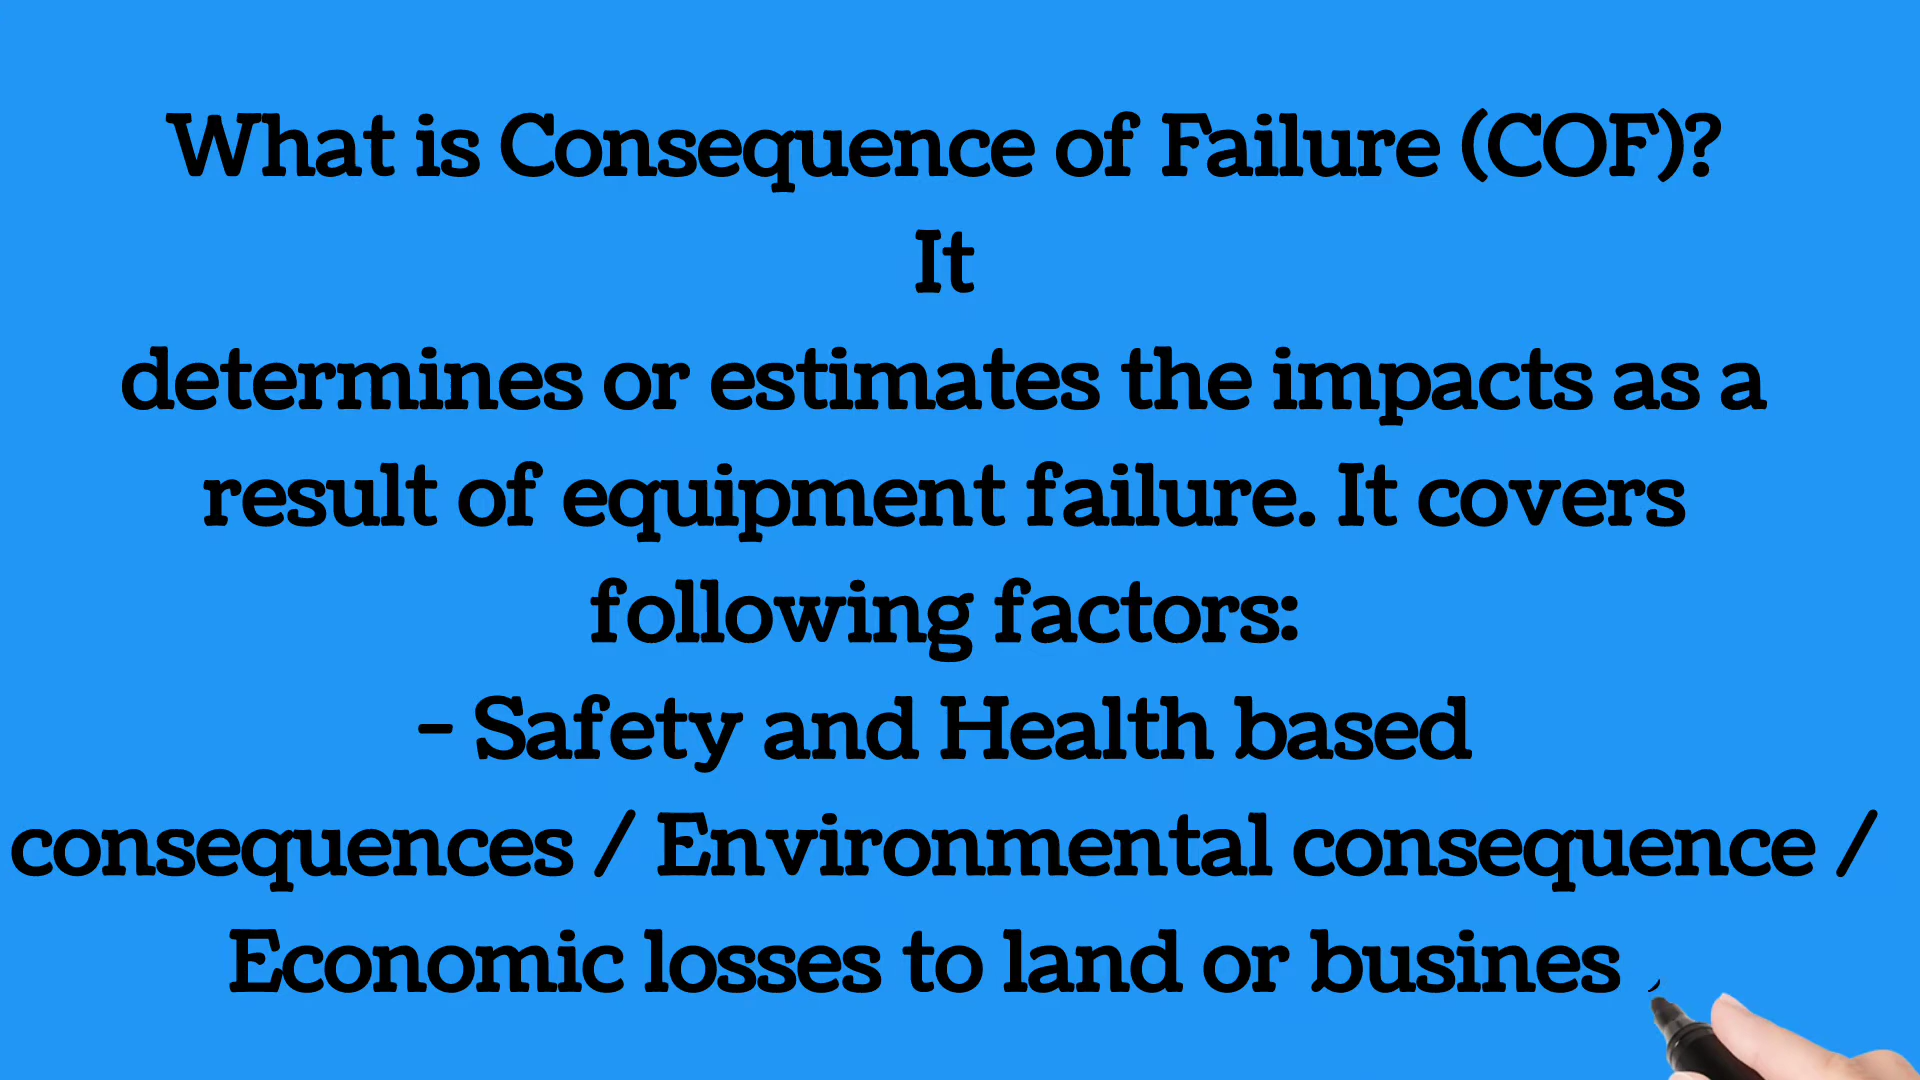 What is Consequence of Failure (COF)?
It
determines or estimates the impacts as a
result of equipment failure. It covers
following factors:
- Safety and Health based
consequences / Environmental consequence /
Economic losses to land or busines